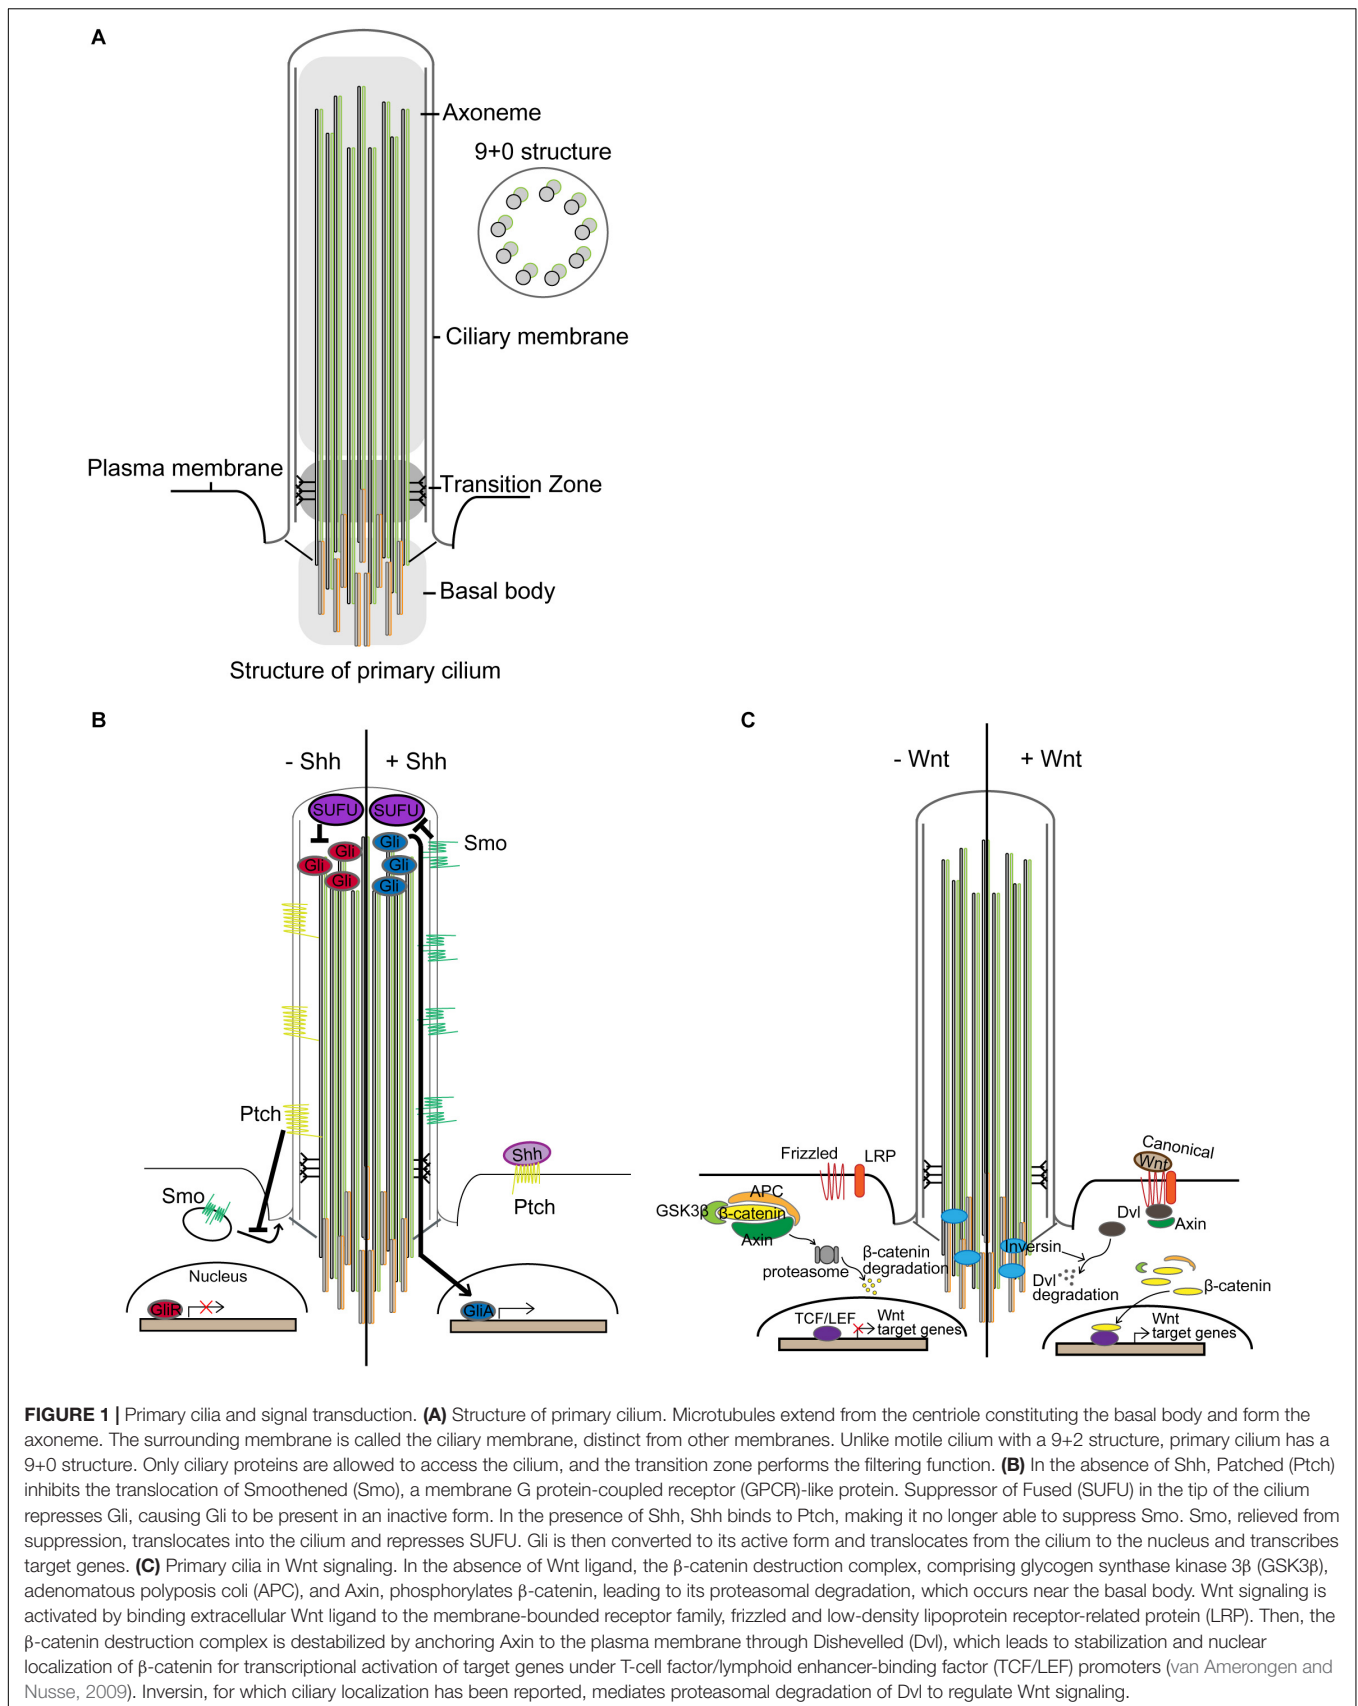 A
Axoneme
9+0 structure
Ciliary membrane
Plasma membrane
Transition Zone
Basal body
Structure of primary cilium
B
- Shh
+ Shh
SUFU
SUFU
Gli
Gli
Gli
Gli
Gli
Gli
Smo
Ptch
Smo
Shh
Ptch
Nucleus
GliR
GliA
C
- Wnt
+ Wnt
Frizzled
LRP
APC
GSK3β
β-catenin
Axin
proteasome
β-catenin
degradation
TCF/LEF
Wnt
target genes
Canonical
Wnt
Dvl
Axin
Inversin
Dvl
degradation
β-catenin
Wnt
target genes
FIGURE 1 | Primary cilia and signal transduction. (A) Structure of primary cilium. Microtubules extend from the centriole constituting the basal body and form the
axoneme. The surrounding membrane is called the ciliary membrane, distinct from other membranes. Unlike motile cilium with a 9+2 structure, primary cilium has a
9+0 structure. Only ciliary proteins are allowed to access the cilium, and the transition zone performs the filtering function. (B) In the absence of Shh, Patched (Ptch)
inhibits the translocation of Smoothened (Smo), a membrane G protein-coupled receptor (GPCR)-like protein. Suppressor of Fused (SUFU) in the tip of the cilium
represses Gli, causing Gli to be present in an inactive form. In the presence of Shh, Shh binds to Ptch, making it no longer able to suppress Smo. Smo, relieved from
suppression, translocates into the cilium and represses SUFU. Gli is then converted to its active form and translocates from the cilium to the nucleus and transcribes
target genes. (C) Primary cilia in Wnt signaling. In the absence of Wnt ligand, the β-catenin destruction complex, comprising glycogen synthase kinase 3β (GSK3β),
adenomatous polyposis coli (APC), and Axin, phosphorylates β-catenin, leading to its proteasomal degradation, which occurs near the basal body. Wnt signaling is
activated by binding extracellular Wnt ligand to the membrane-bounded receptor family, frizzled and low-density lipoprotein receptor-related protein (LRP). Then, the
β-catenin destruction complex is destabilized by anchoring Axin to the plasma membrane through Dishevelled (Dvl), which leads to stabilization and nuclear
localization of β-catenin for transcriptional activation of target genes under T-cell factor/lymphoid enhancer-binding factor (TCF/LEF) promoters (van Amerongen and
Nusse, 2009). Inversin, for which ciliary localization has been reported, mediates proteasomal degradation of Dvl to regulate Wnt signaling.